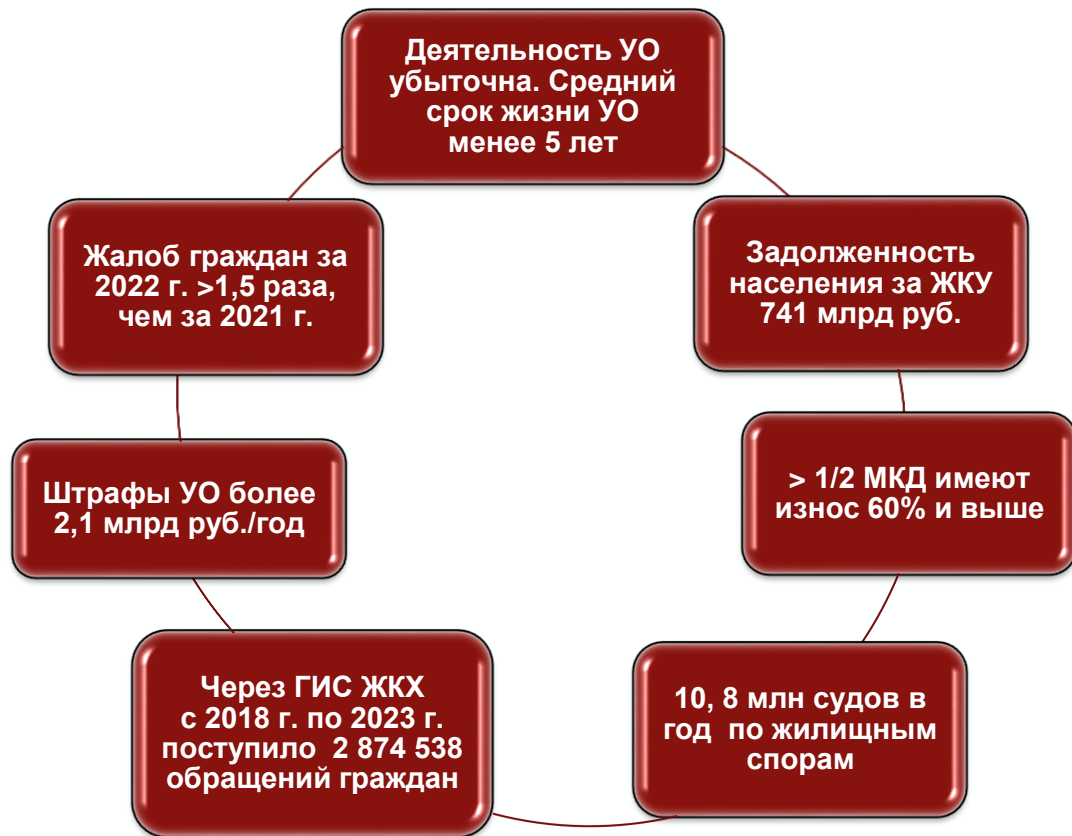 Деятельность УО
убыточна. Средний
срок жизни УО
менее 5 лет
Жалоб граждан за
2022 г. >1,5 раза,
чем за 2021 г.
Задолженность
населения за ЖКУ
741 млрд руб.
Штрафы УО более
2,1 млрд руб./год
> 1/2 МКД имеют
износ 60% и выше
Через ГИС ЖКХ
с 2018 г. по 2023 г.
поступило 2 874 538
обращений граждан
10, 8 млн судов в
год по жилищным
спорам